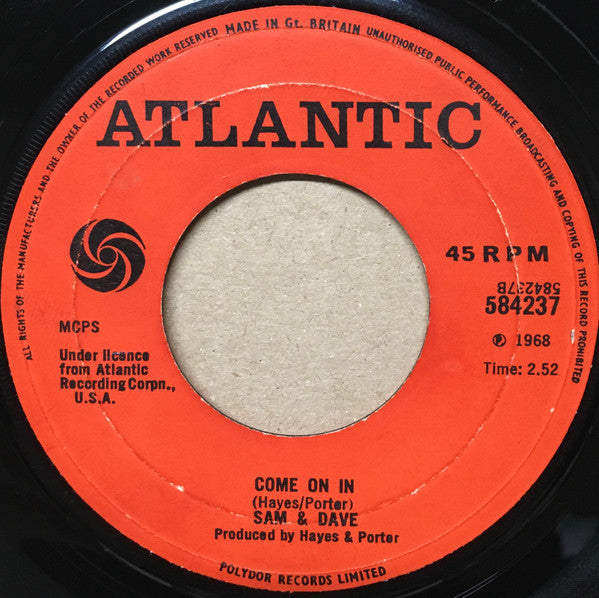 ALL RIGHTS OF THE MANUFACTURERS AND THE OWNER OF THE RECORDED WORK RESERVED MADE IN Gt. BRITAIN UNAUTHORISED PUBLIC PERFORMANCE BROADCASTING AND COPYING OF THIS RECORD PROHIBITED
ATLANTIC
45 RPM
584237B
584237
MCPS
℗ 1968
Under licence
from Atlantic
Recording Corpn.,
U.S.A.
Time: 2.52
COME ON IN
(Hayes/Porter)
SAM & DAVE
Produced by Hayes & Porter
POLYDOR RECORDS LIMITED